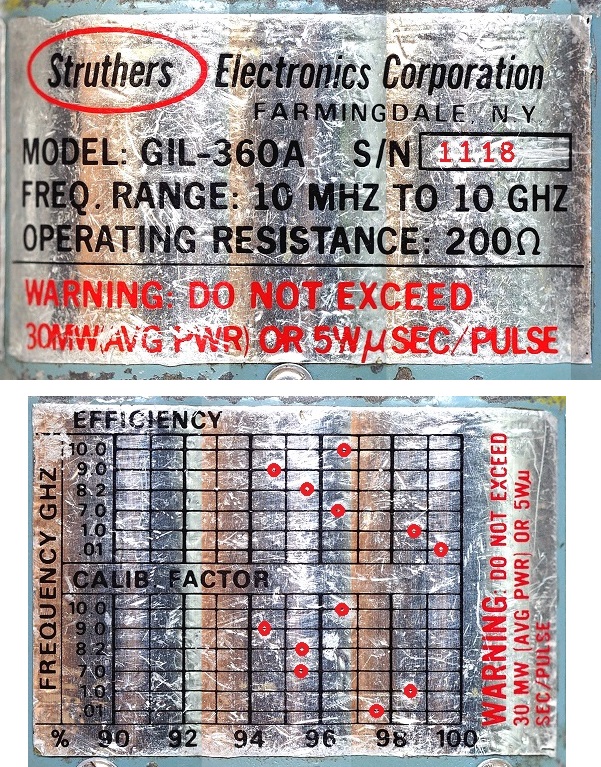 Struthers Electronics Corporation
FARMINGDALE, N.Y.
MODEL: GIL-360A S/N 1118
FREQ. RANGE: 10 MHZ TO 10 GHZ
OPERATING RESISTANCE: 200Ω
WARNING: DO NOT EXCEED
30MW (AVG PWR) OR 5WμSEC/PULSE
EFFICIENCY
FREQUENCY GHZ
10 0
9 0
8 2
7 0
1.0
.01
CALIB. FACTOR
10 0
9 0
8 2
7 0
1.0
.01
% 90 92 94 96 98 100
WARNING: DO NOT EXCEED
30 MW (AVG PWR) OR 5Wμ
SEC/PULSE